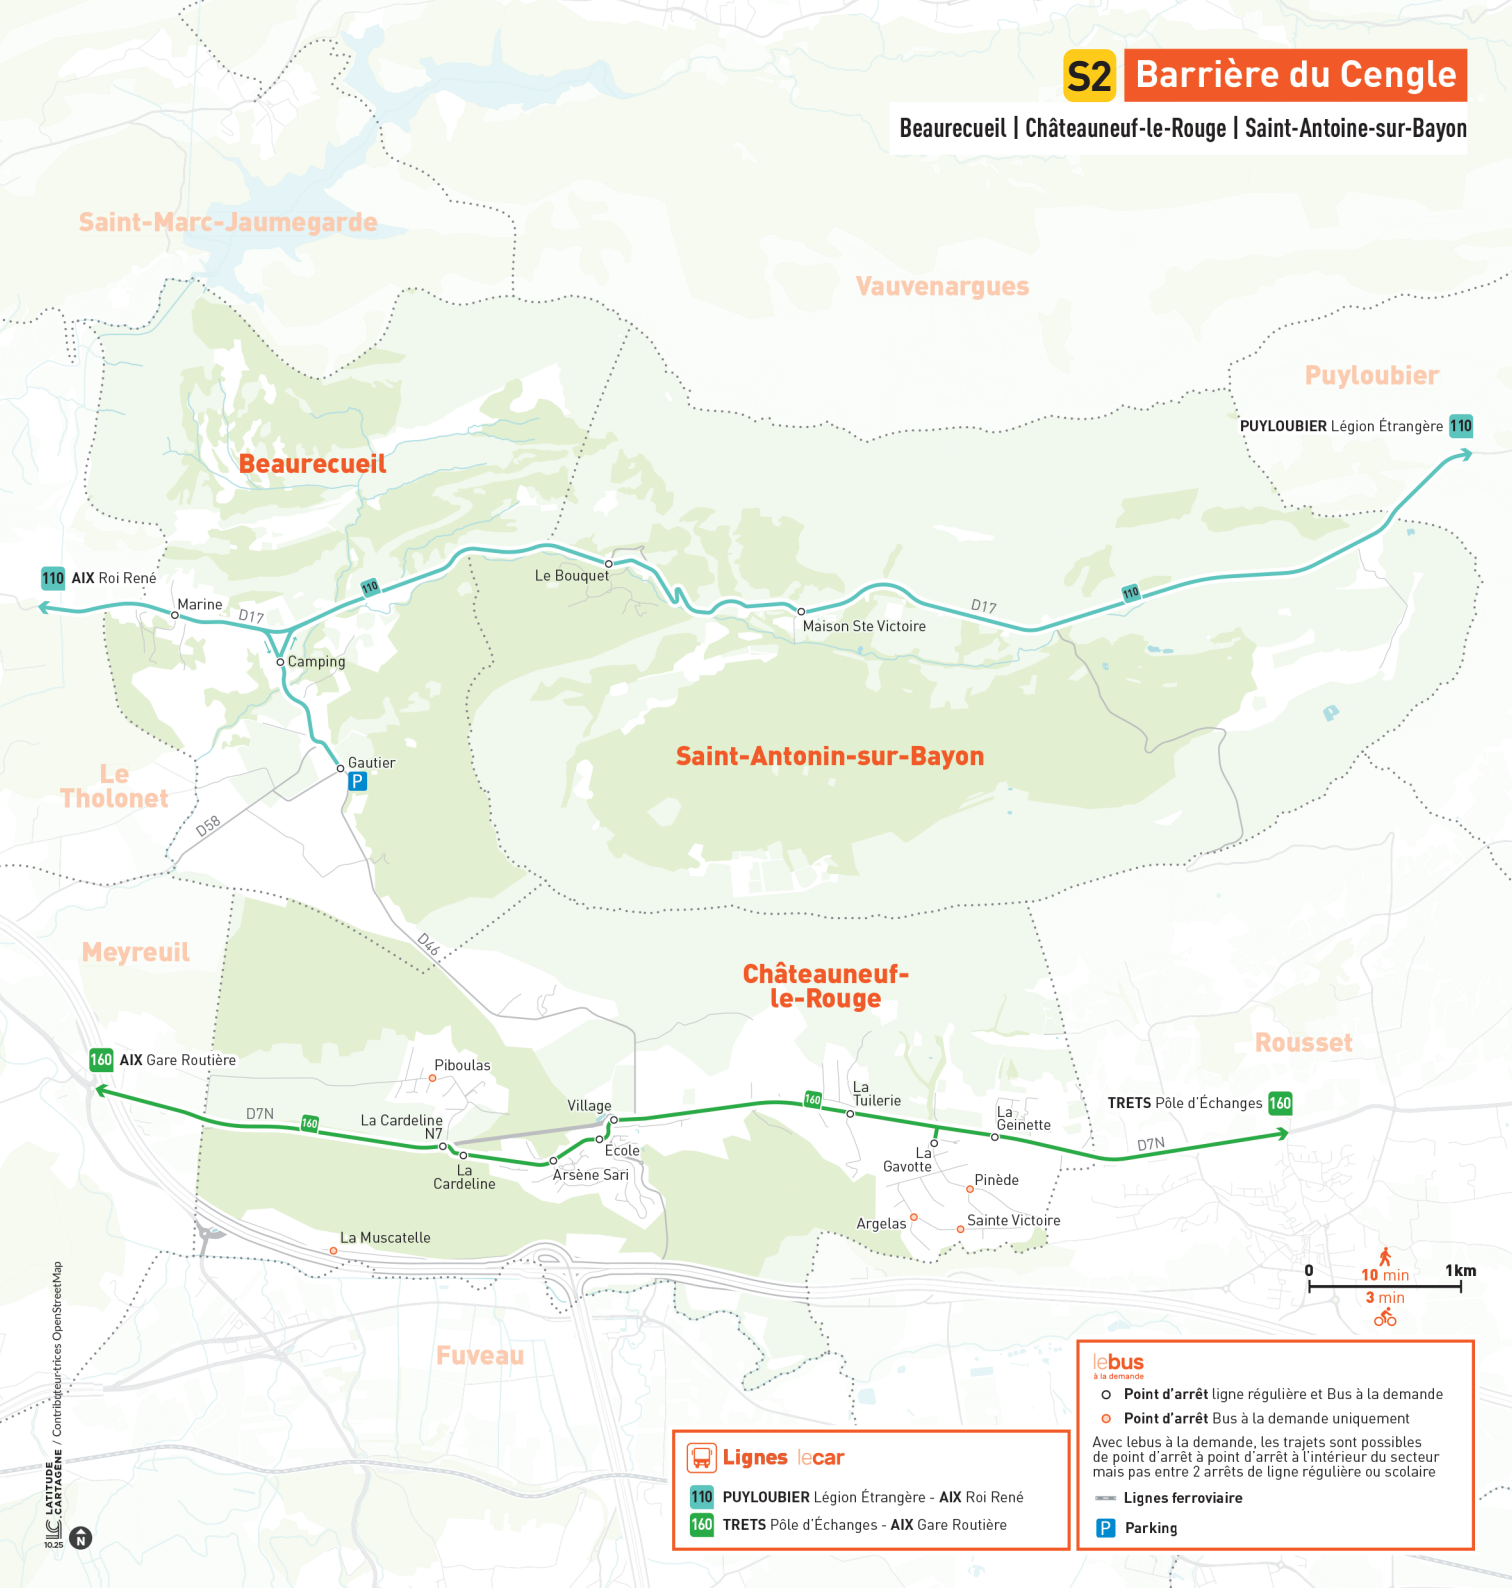 S2 Barrière du Cengle
Beaurecueil | Châteauneuf-le-Rouge | Saint-Antoine-sur-Bayon
Saint-Marc-Jaumegarde
Vauvenargues
Puyloubier
PUYLOUBIER Légion Étrangère 110
Beaurecueil
110 AIX Roi René
110
Le Bouquet
Marine
D17
Camping
Maison Ste Victoire
D17
110
Gautier
P
Saint-Antonin-sur-Bayon
Le
Tholonet
D58
D46
Meyreuil
Châteauneuf-
le-Rouge
Rousset
160 AIX Gare Routière
Piboulas
D7N
160
La Cardeline
N7
La
Cardeline
Village
Ecole
Arsène Sari
160
La
Tuilerie
La
Geinette
La
Gavotte
TRETS Pôle d'Échanges 160
D7N
Pinède
Argelas
Sainte Victoire
La Muscatelle
Fuveau
0
1km
10 min
3 min
lebus
à la demande
Point d'arrêt ligne régulière et Bus à la demande
Point d'arrêt Bus à la demande uniquement
Avec lebus à la demande, les trajets sont possibles
de point d'arrêt à point d'arrêt à l'intérieur du secteur
mais pas entre 2 arrêts de ligne régulière ou scolaire
Lignes ferroviaire
P Parking
Lignes lecar
110 PUYLOUBIER Légion Étrangère - AIX Roi René
160 TRETS Pôle d'Échanges - AIX Gare Routière
LATITUDE
.CARTAGÈNE / Contributeur·trices OpenStreetMap
LC
10.25
N